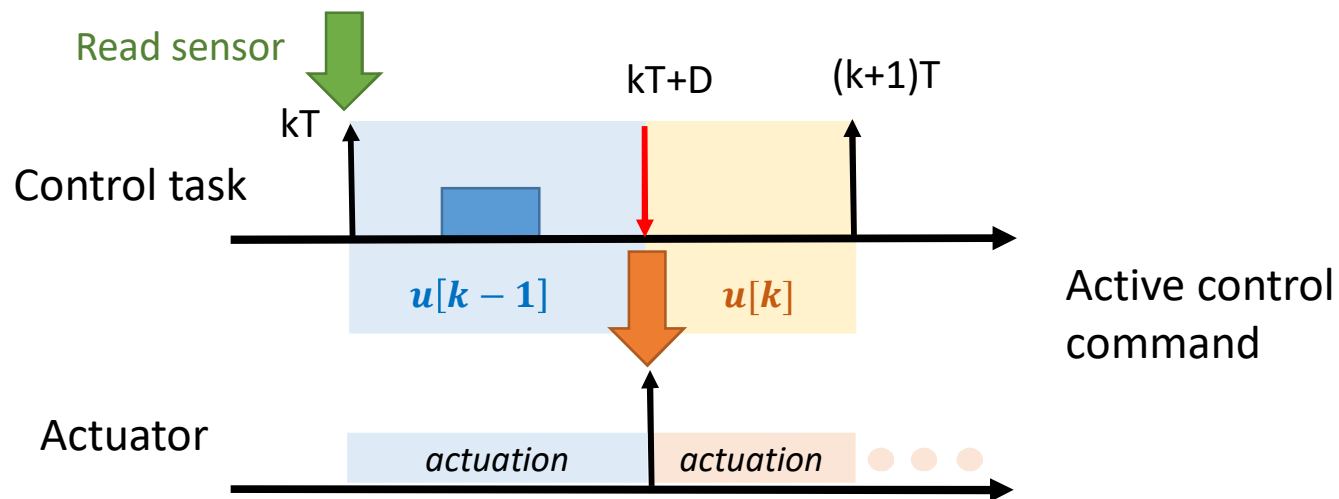 Read sensor
kT
kT+D
(k+1)T
Control task
u[k − 1]
u[k]
Active control
command
Actuator
actuation
actuation